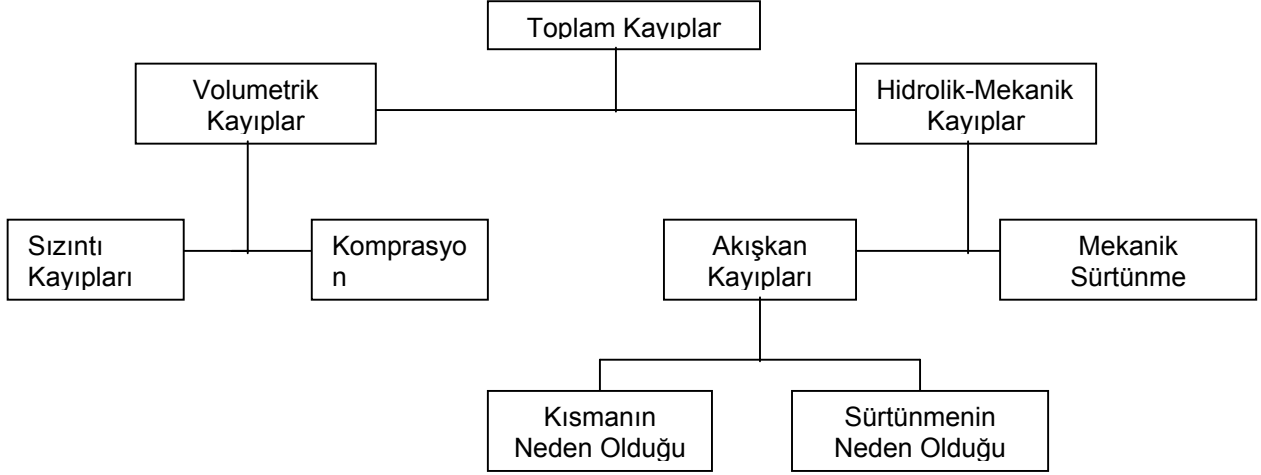 Toplam Kayıplar
Volumetrik
Kayıplar
Hidrolik-Mekanik
Kayıplar
Sızıntı
Kayıpları
Komprasyo
n
Akışkan
Kayıpları
Mekanik
Sürtünme
Kısmanın
Neden Olduğu
Sürtünmenin
Neden Olduğu